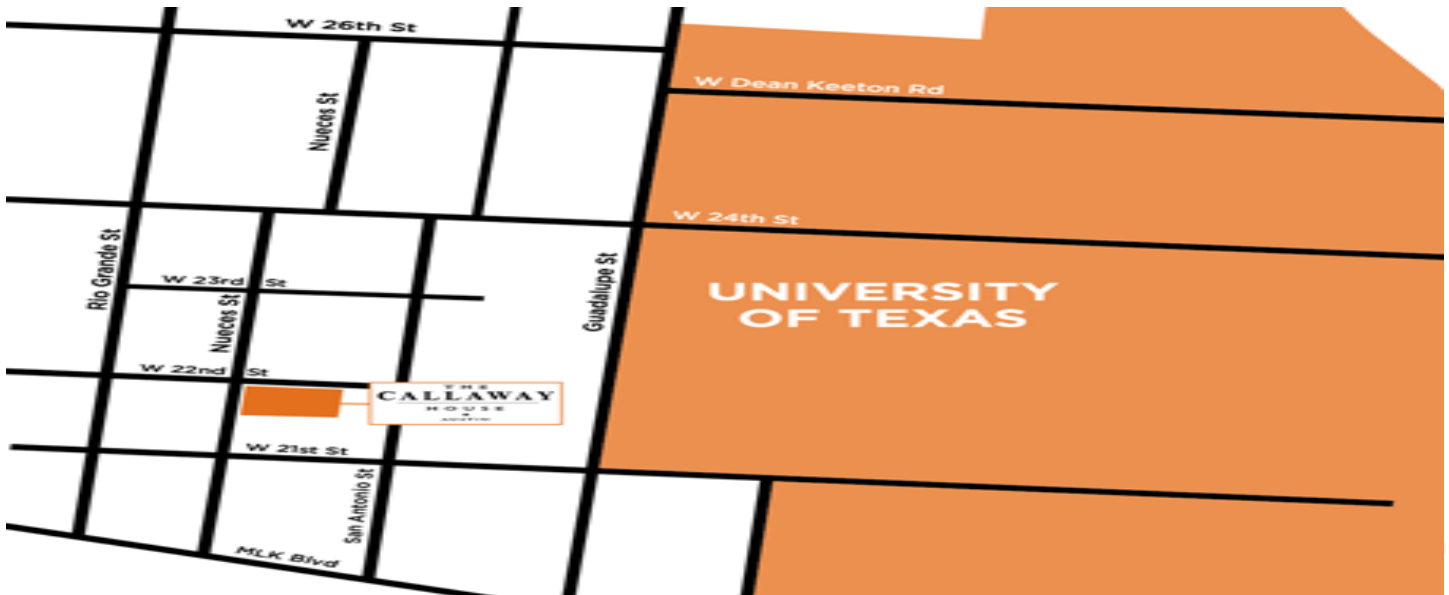 W 26th St
Nueces St
W Dean Keeton Rd
W 24th St
Rio Grande St
W 23rd St
Nueces St
Guadalupe St
UNIVERSITY
OF TEXAS
W 22nd St
THE
CALLAWAY
HOUSE
AUSTIN
W 21st St
San Antonio St
MLK Blvd